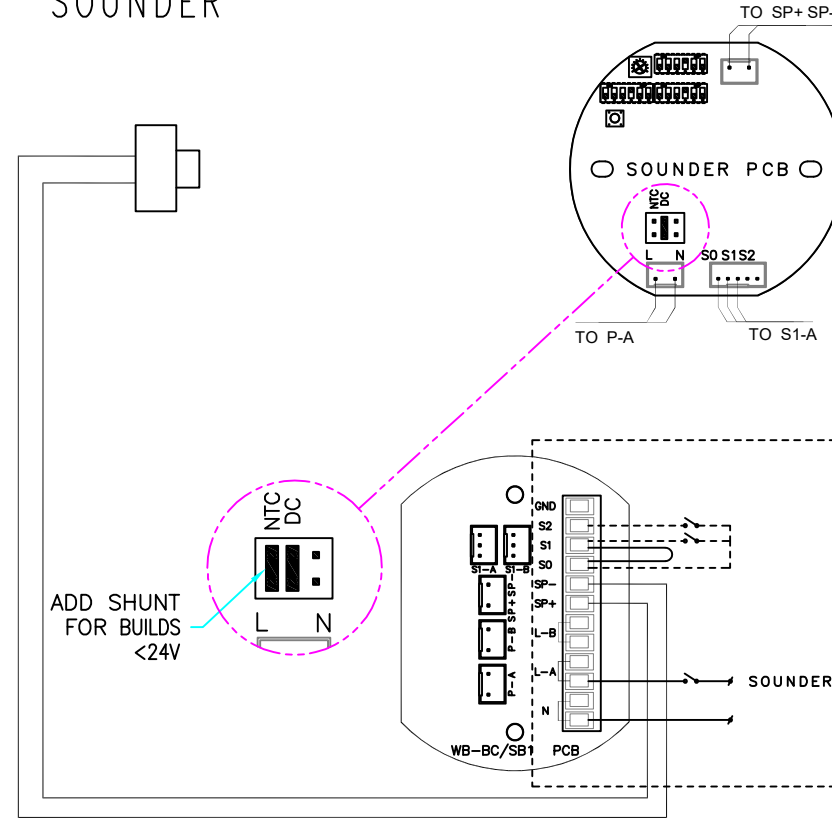 SOUNDER
TO SP+ SP-
SOUNDER PCB
NTC
DC
L N
S0 S1 S2
TO P-A
TO S1-A
NTC
DC
L N
ADD SHUNT
FOR BUILDS
<24V
GND
S2
S1
S0
SP-
SP+
L-B
L-A
N
S1-A
S1-B
SP+ SP-
P-B
P-A
SOUNDER
WB-BC/SB1 PCB